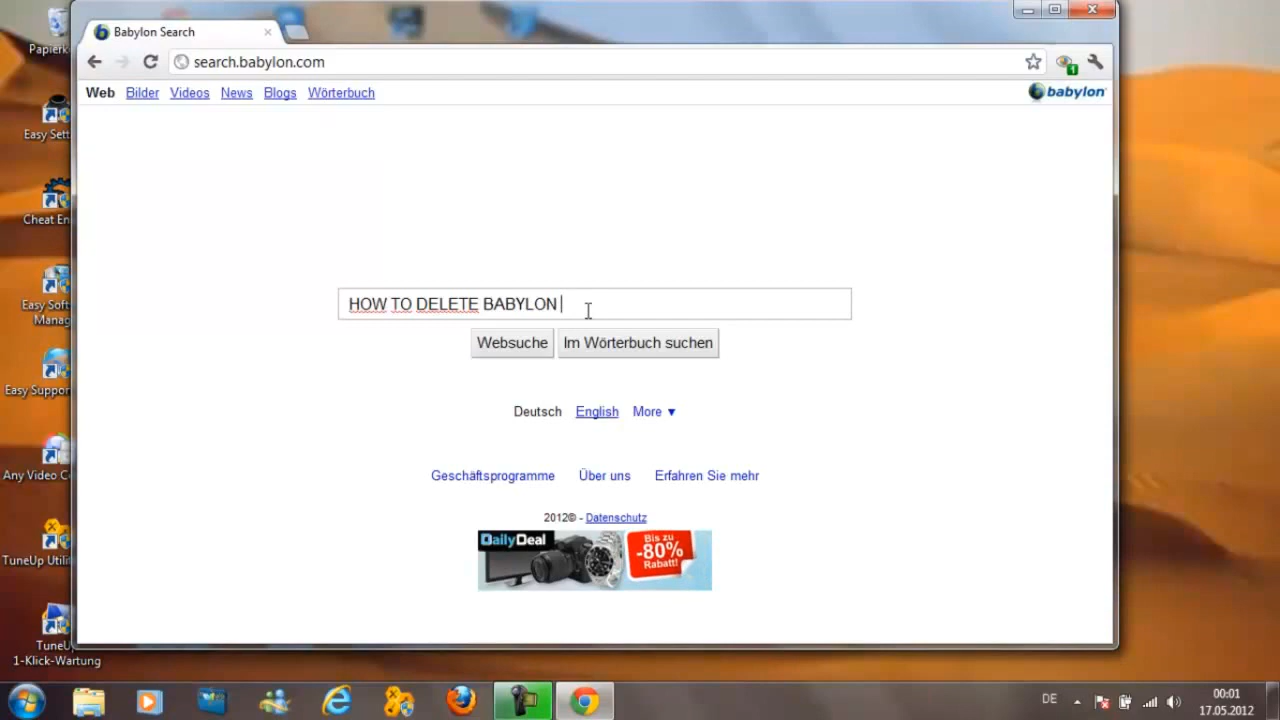 Babylon Search
search.babylon.com
Web Bilder Videos News Blogs Wörterbuch
babylon
HOW TO DELETE BABYLON
Websuche Im Wörterbuch suchen
Deutsch English More ▼
Geschäftsprogramme Über uns Erfahren Sie mehr
2012© - Datenschutz
DailyDeal
Bis zu
-80%
Rabatt!
Papierk
Easy Sett
Cheat En
Easy Soft
Manag
Easy Suppor
Any Video C
TuneUp Utili
TuneU
1-Klick-Wartung
1
DE
00:01
17.05.2012